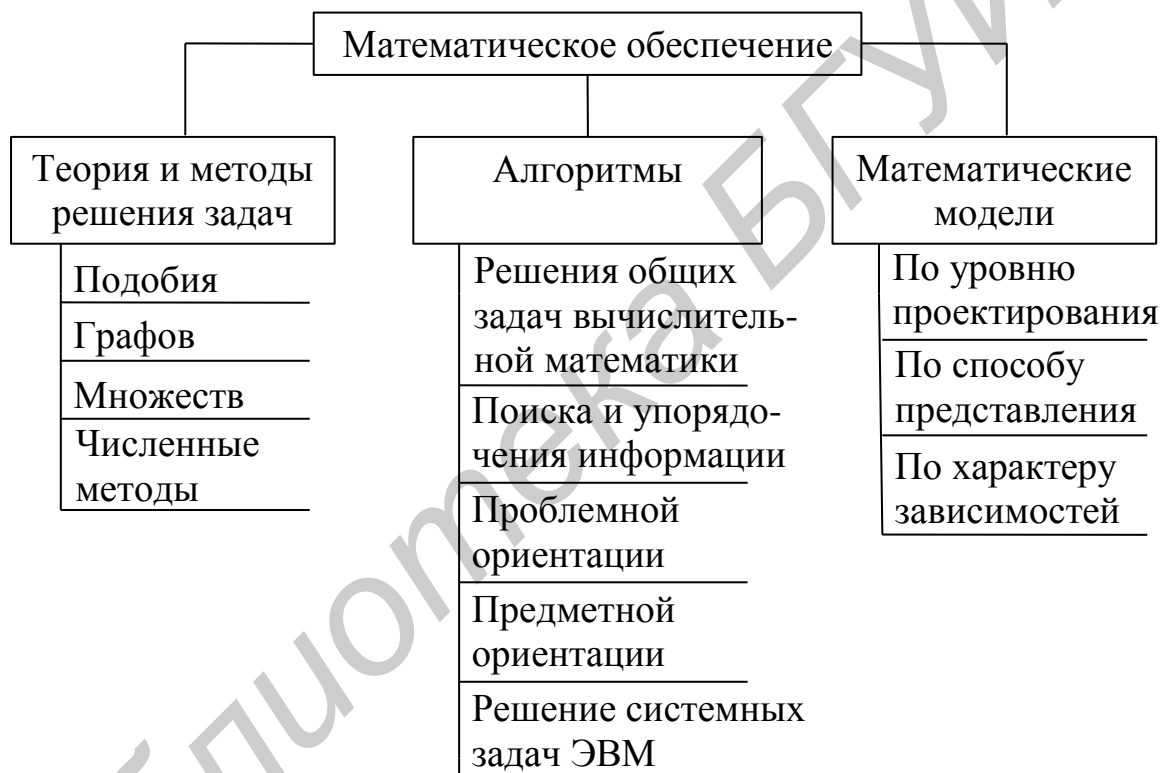 Математическое обеспечение
Теория и методы
решения задач
Подобия
Графов
Множеств
Численные
методы
Алгоритмы
Решения общих
задач вычислитель-
ной математики
Поиска и упорядо-
чения информации
Проблемной
ориентации
Предметной
ориентации
Решение системных
задач ЭВМ
Математические
модели
По уровню
проектирования
По способу
представления
По характеру
зависимостей